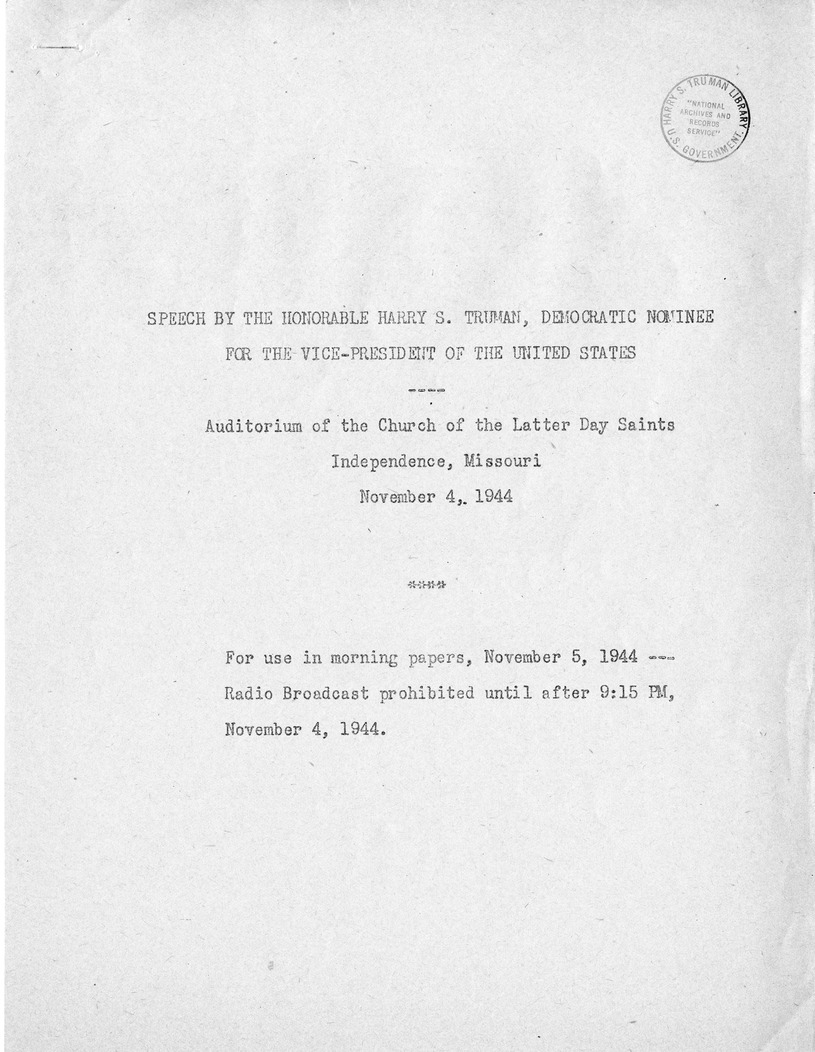 HARRY S. TRUMAN LIBRARY
"NATIONAL
ARCHIVES AND
RECORDS
SERVICE"
U.S. GOVERNMENT.
SPEECH BY THE HONORABLE HARRY S. TRUMAN, DEMOCRATIC NOMINEE
FOR THE VICE-PRESIDENT OF THE UNITED STATES
----
Auditorium of the Church of the Latter Day Saints
Independence, Missouri
November 4, 1944
****
For use in morning papers, November 5, 1944 ---
Radio Broadcast prohibited until after 9:15 PM,
November 4, 1944.